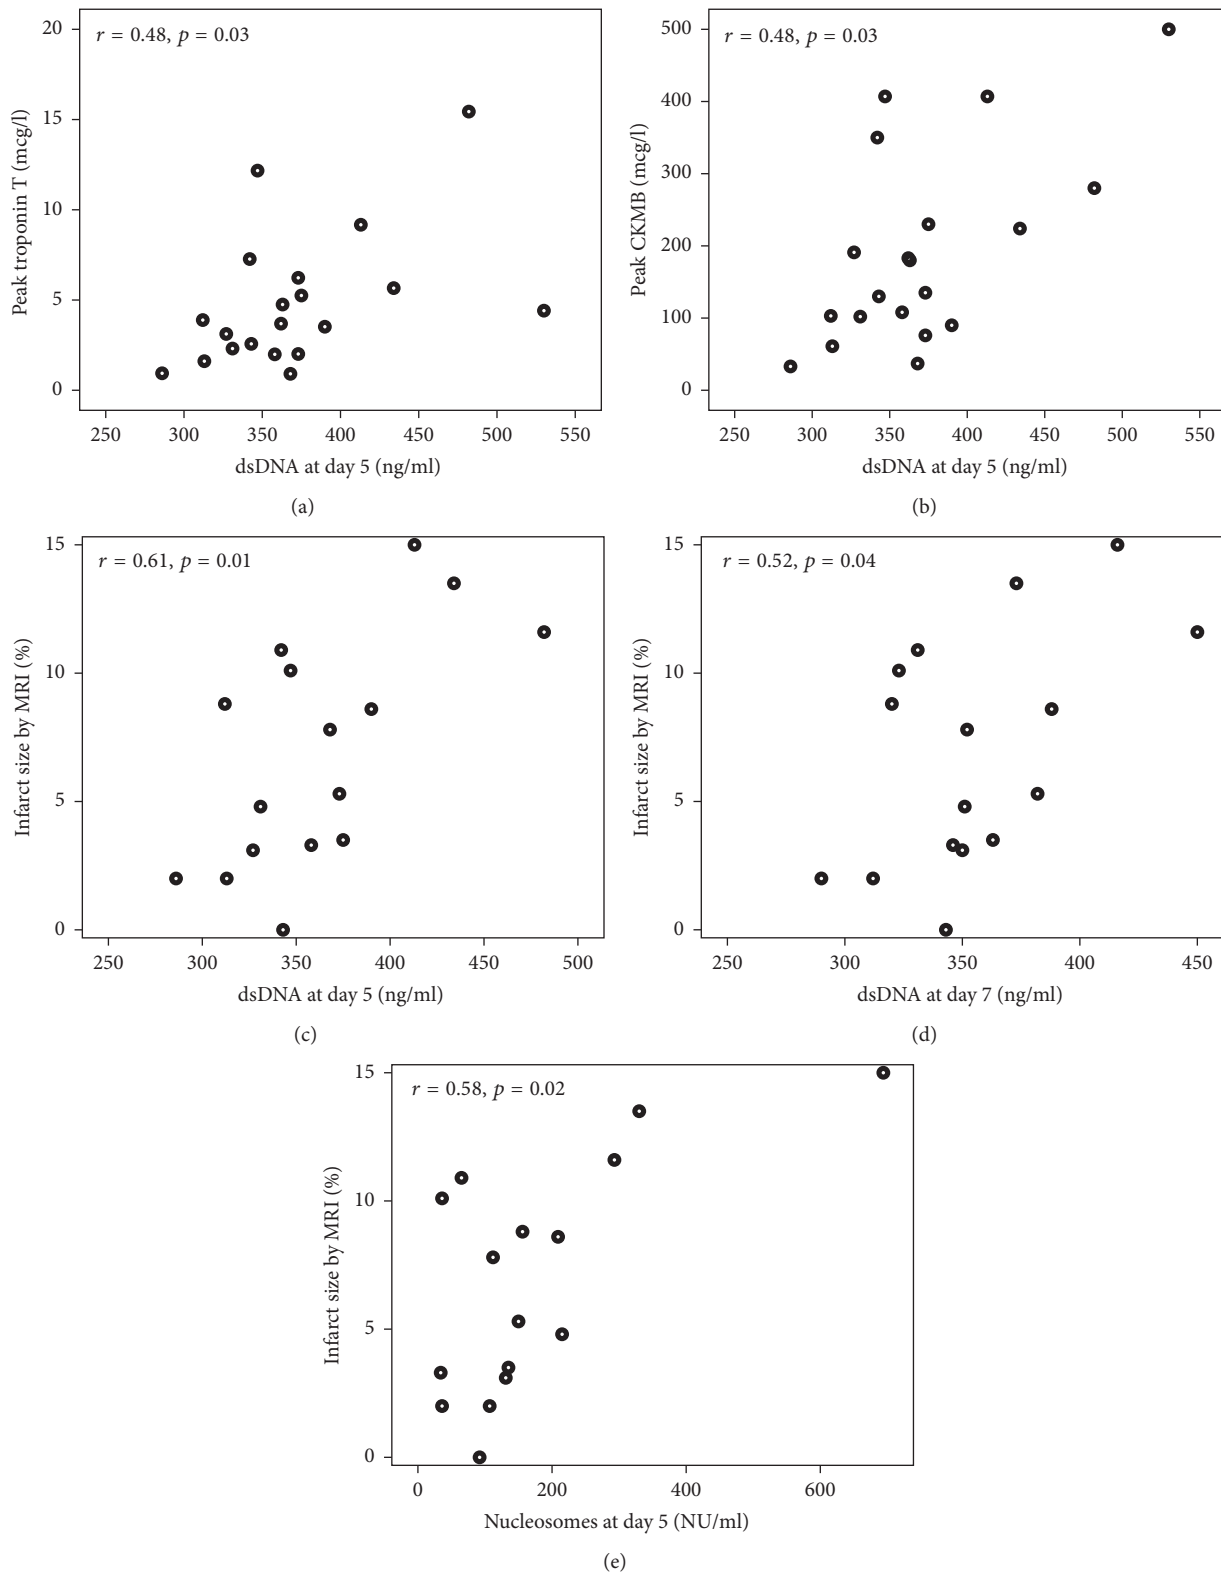 r = 0.48, p = 0.03
Peak troponin T (mcg/l)
20
15
10
5
0
250 300 350 400 450 500 550
dsDNA at day 5 (ng/ml)
(a)
r = 0.48, p = 0.03
Peak CKMB (mcg/l)
500
400
300
200
100
0
250 300 350 400 450 500 550
dsDNA at day 5 (ng/ml)
(b)
r = 0.61, p = 0.01
Infarct size by MRI (%)
15
10
5
0
250 300 350 400 450 500
dsDNA at day 5 (ng/ml)
(c)
r = 0.52, p = 0.04
Infarct size by MRI (%)
15
10
5
0
250 300 350 400 450
dsDNA at day 7 (ng/ml)
(d)
r = 0.58, p = 0.02
Infarct size by MRI (%)
15
10
5
0
0 200 400 600
Nucleosomes at day 5 (NU/ml)
(e)